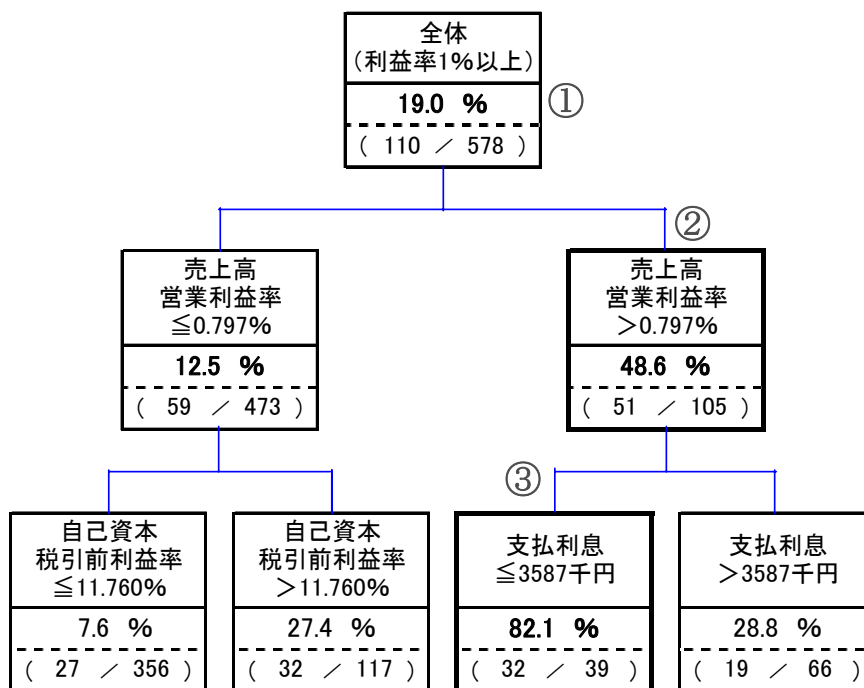 全体
（利益率1%以上）
19.0 %
①
( 110 ／ 578 )
②
売上高
営業利益率
≦0.797%
12.5 %
( 59 ／ 473 )
売上高
営業利益率
＞0.797%
48.6 %
( 51 ／ 105 )
③
自己資本
税引前利益率
≦11.760%
7.6 %
( 27 ／ 356 )
自己資本
税引前利益率
＞11.760%
27.4 %
( 32 ／ 117 )
支払利息
≦3587千円
82.1 %
( 32 ／ 39 )
支払利息
＞3587千円
28.8 %
( 19 ／ 66 )